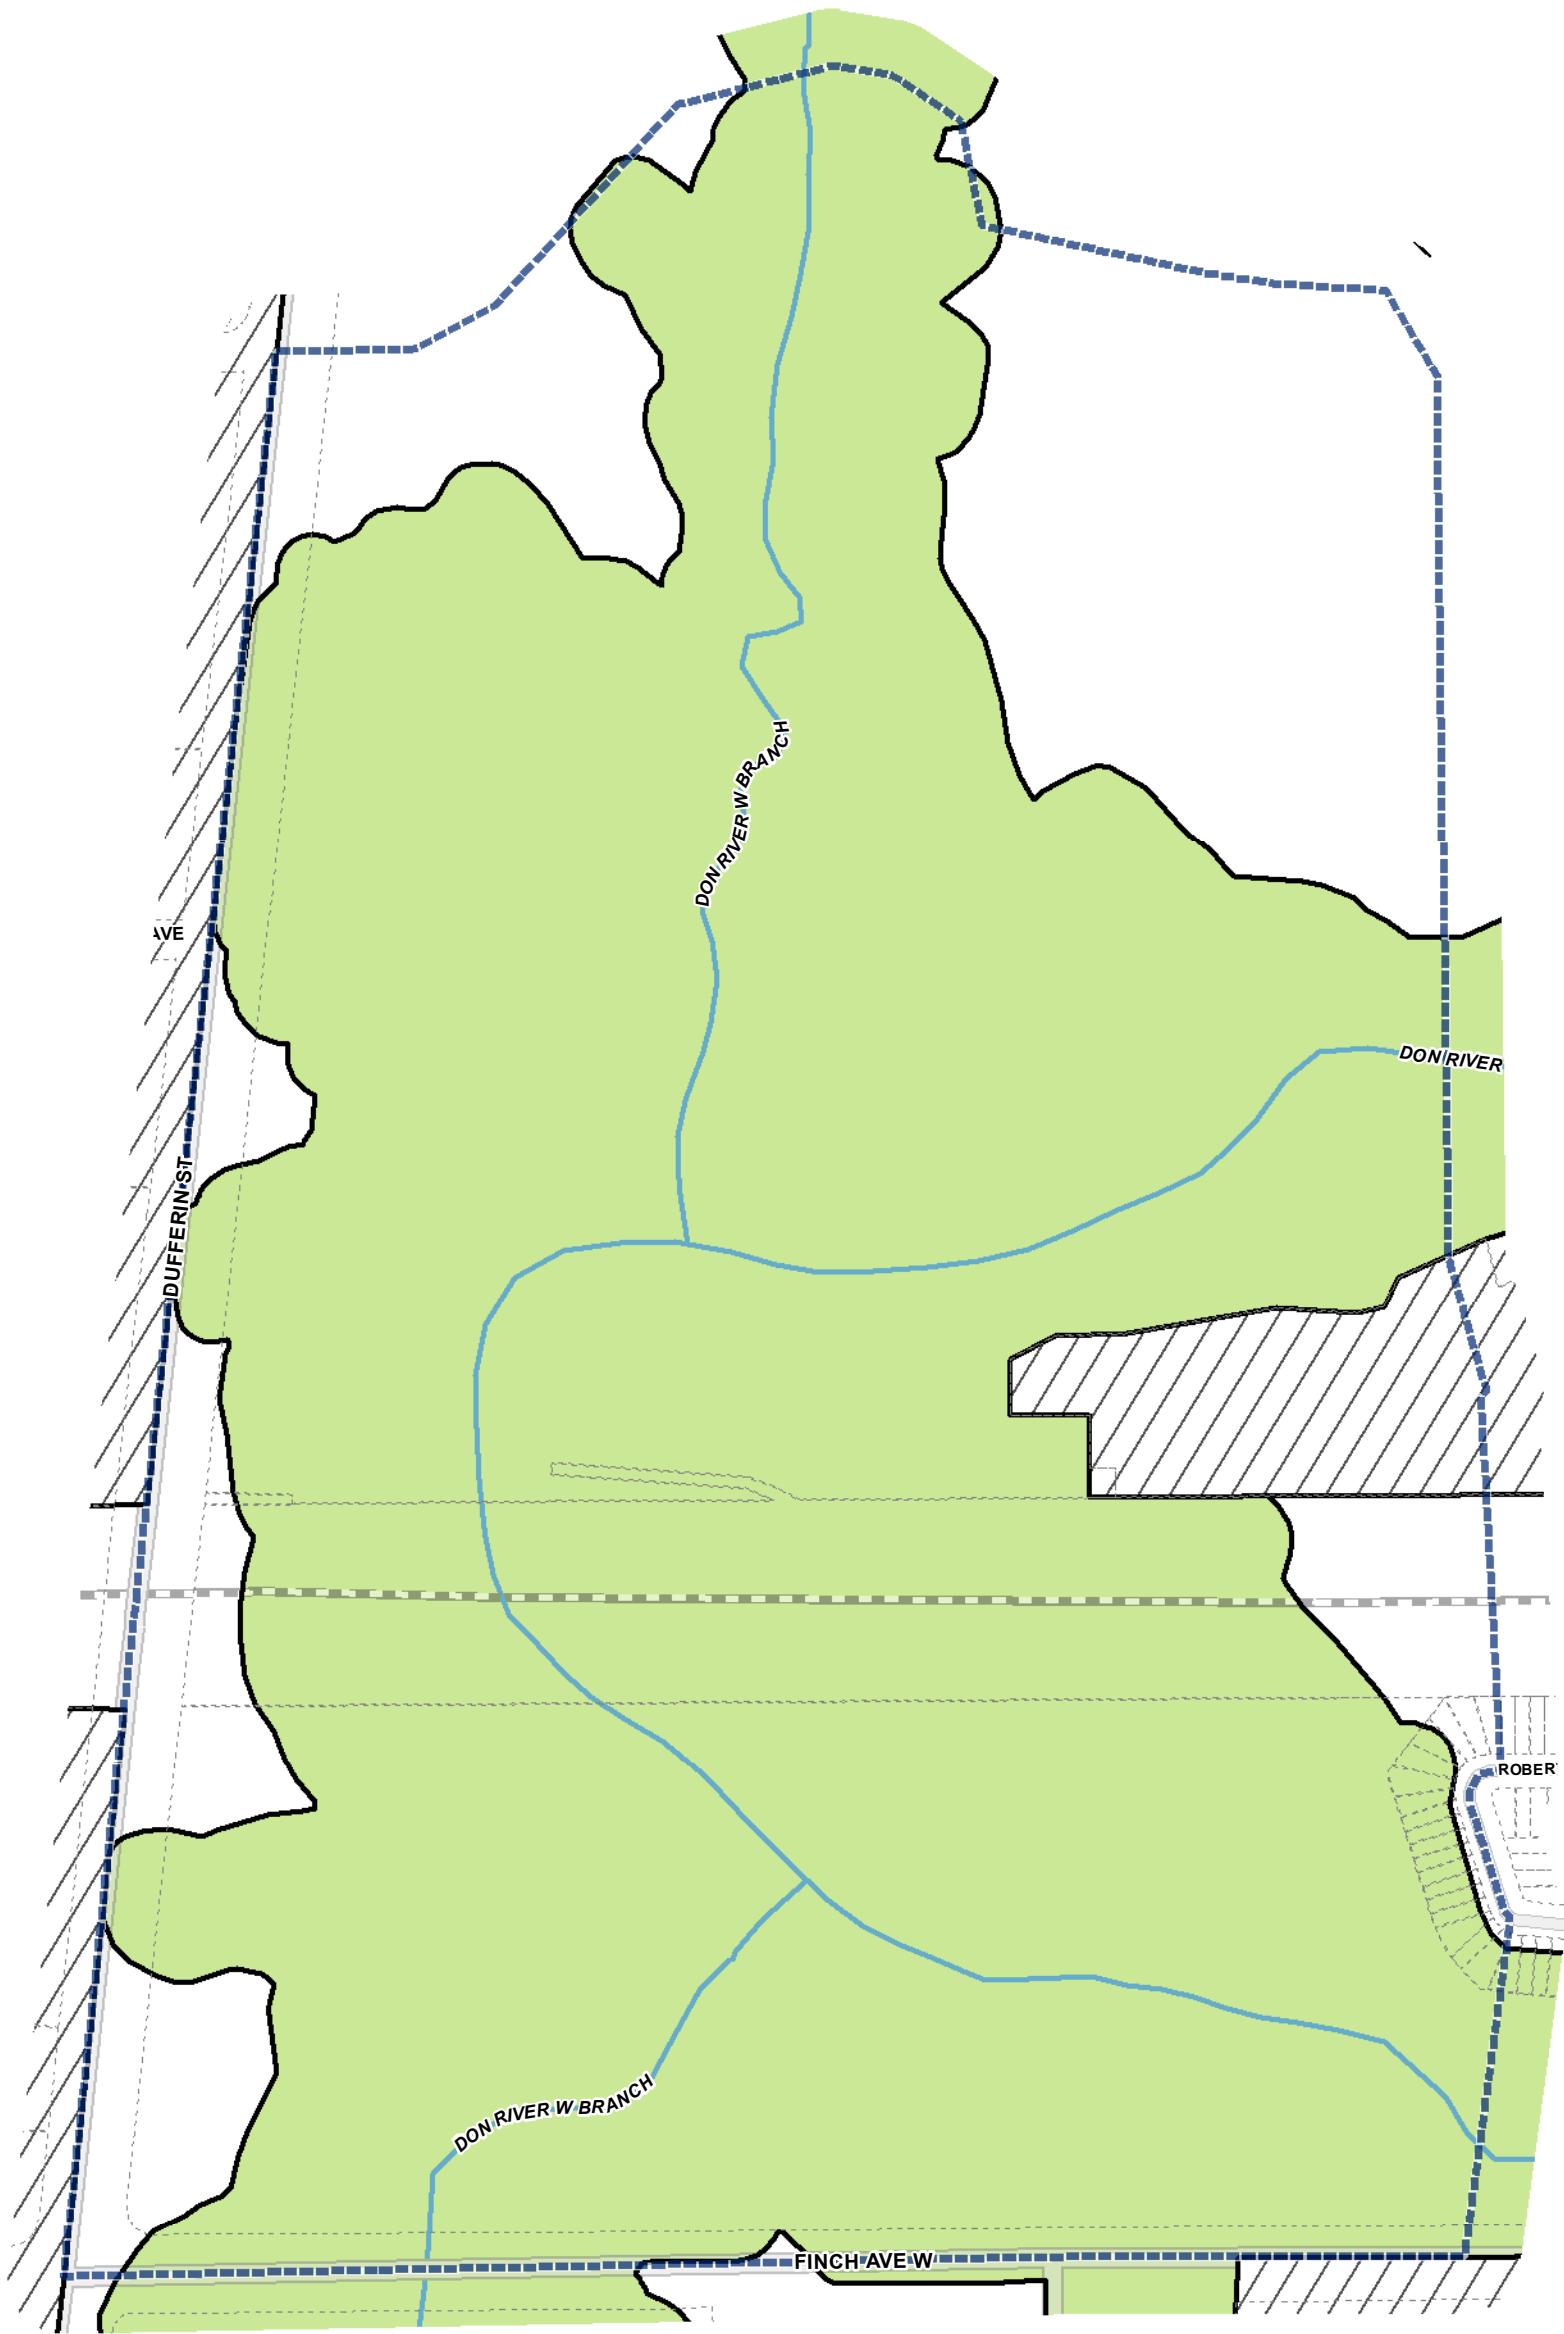 DON RIVER W BRANCH
AVE
DON RIVER
DUFFERIN ST
ROBER
DON RIVER W BRANCH
FINCH AVE W